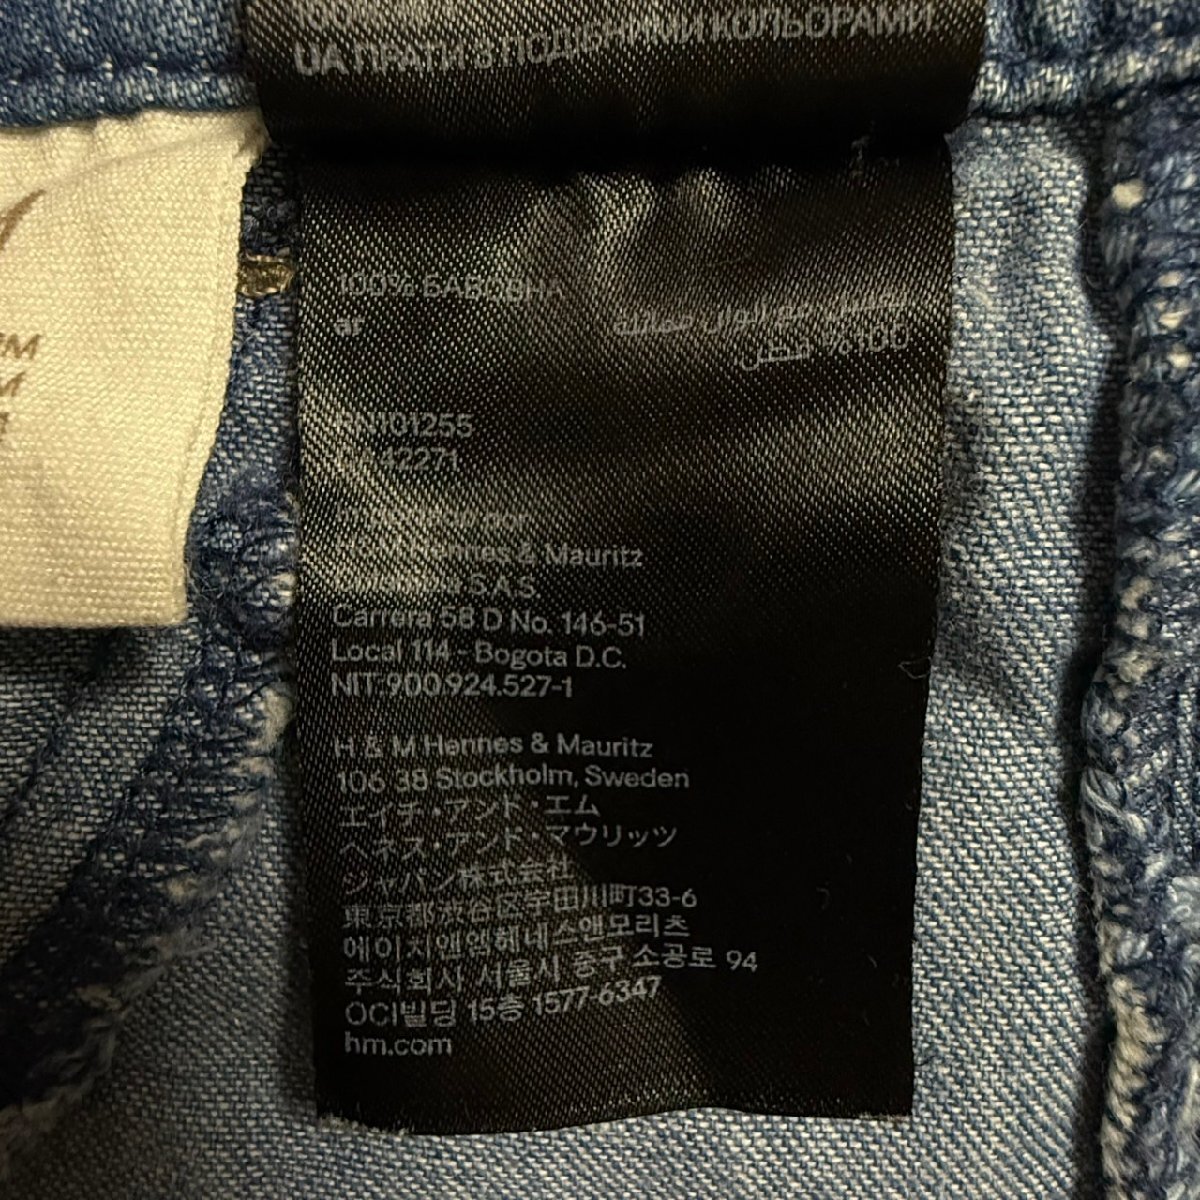 UA ПРАТИ З ПОДІБНИМИ КОЛЬОРАМИ
100% БАВОВНА
ar
%100 قطن
RN101255
42271
por
Hennes & Mauritz
S.A.S
Carrera 58 D No. 146-51
Local 114 - Bogota D.C.
NIT.900.924.527-1
H & M Hennes & Mauritz
106 38 Stockholm, Sweden
エイチ・アンド・エム
ヘネス・アンド・マウリッツ
ジャパン株式会社
東京都渋谷区宇田川町33-6
에이치앤엠헤네스앤모리츠
주식회사 서울시 중구 소공로 94
OCI빌딩 15층 1577-6347
hm.com